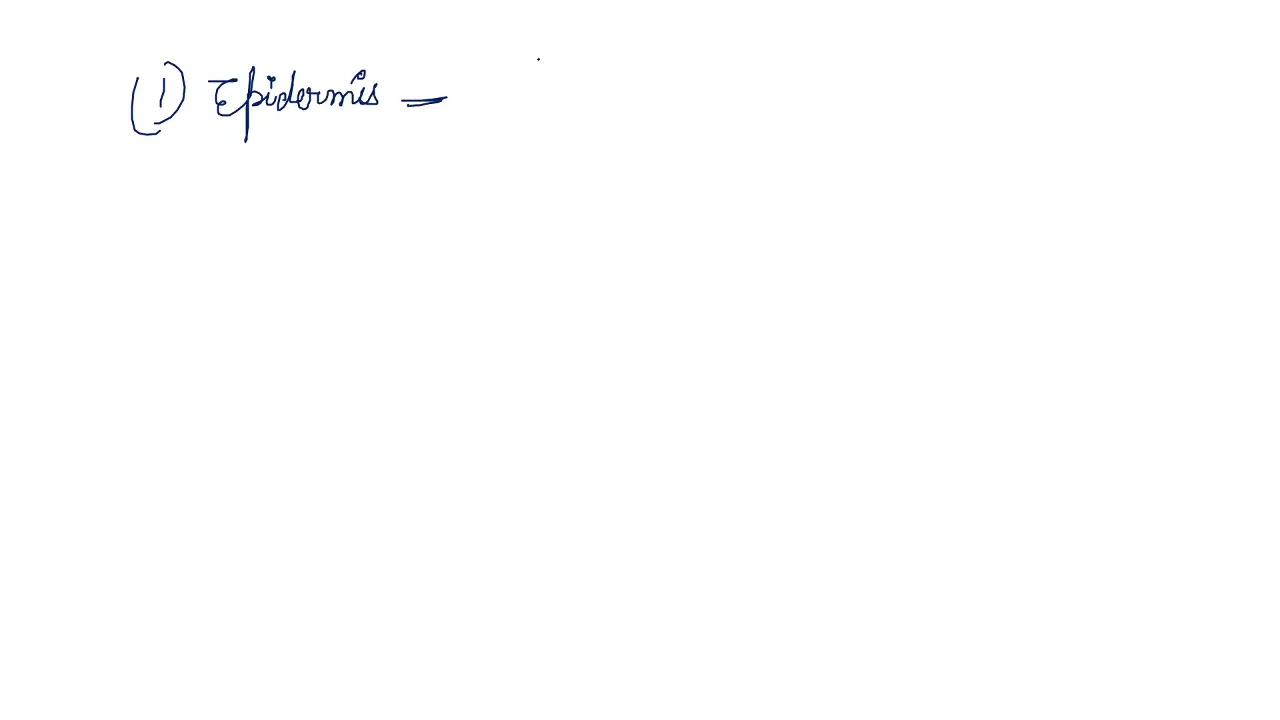 (1) Epidermis —